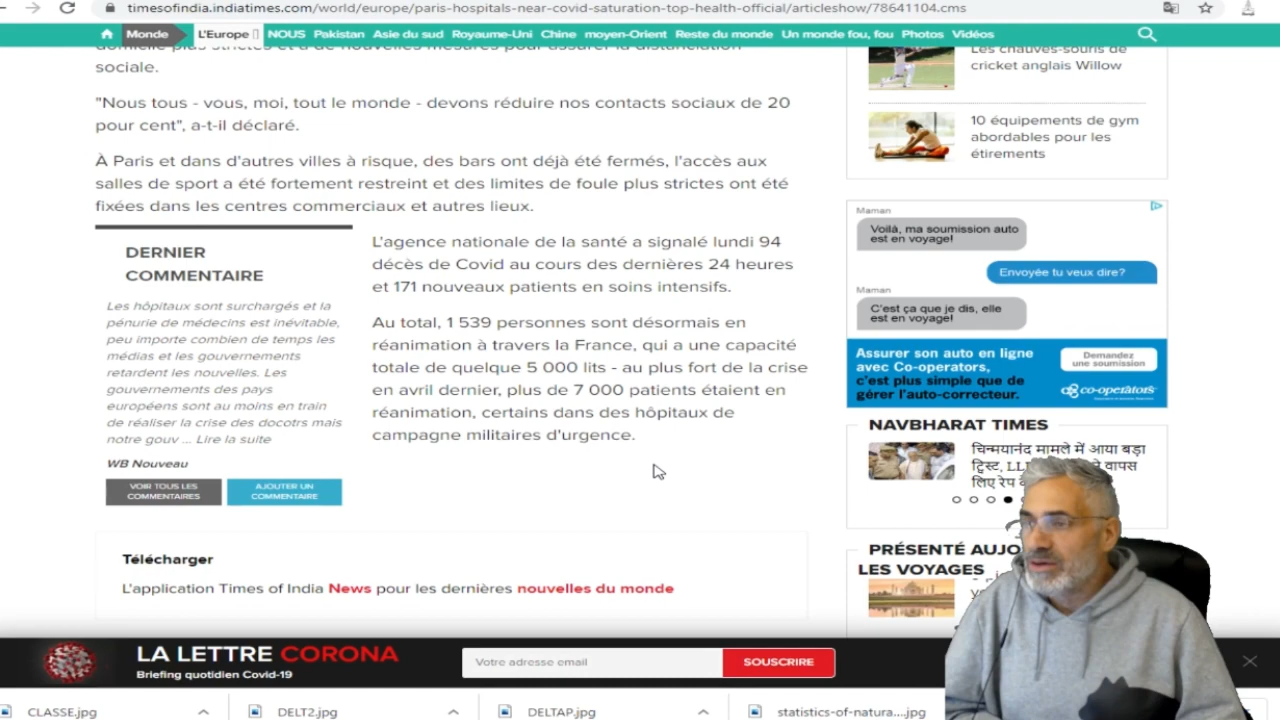 timesofindia.indiatimes.com/world/europe/paris-hospitals-near-covid-saturation-top-health-official/articleshow/78641104.cms
Monde L'Europe NOUS Pakistan Asie du sud Royaume-Uni Chine moyen-Orient Reste du monde Un monde fou, fou Photos Vidéos
domicile plus strictes et à de nouvelles mesures pour assurer la distanciation
sociale.
"Nous tous - vous, moi, tout le monde - devons réduire nos contacts sociaux de 20
pour cent", a-t-il déclaré.
À Paris et dans d'autres villes à risque, des bars ont déjà été fermés, l'accès aux
salles de sport a été fortement restreint et des limites de foule plus strictes ont été
fixées dans les centres commerciaux et autres lieux.
DERNIER
COMMENTAIRE
Les hôpitaux sont surchargés et la
pénurie de médecins est inévitable,
peu importe combien de temps les
médias et les gouvernements
retardent les nouvelles. Les
gouvernements des pays
européens sont au moins en train
de réaliser la crise des docotrs mais
notre gouv ... Lire la suite
WB Nouveau
VOIR TOUS LES
COMMENTAIRES
AJOUTER UN
COMMENTAIRE
L'agence nationale de la santé a signalé lundi 94
décès de Covid au cours des dernières 24 heures
et 171 nouveaux patients en soins intensifs.
Au total, 1 539 personnes sont désormais en
réanimation à travers la France, qui a une capacité
totale de quelque 5 000 lits - au plus fort de la crise
en avril dernier, plus de 7 000 patients étaient en
réanimation, certains dans des hôpitaux de
campagne militaires d'urgence.
Télécharger
L'application Times of India News pour les dernières nouvelles du monde
Les chauves-souris de
cricket anglais Willow
10 équipements de gym
abordables pour les
étirements
Maman
Voilà, ma soumission auto
est en voyage!
Envoyée tu veux dire?
Maman
C'est ça que je dis, elle
est en voyage!
Assurer son auto en ligne
avec Co-operators,
c'est plus simple que de
gérer l'auto-correcteur.
Demandez
une soumission
co-operators
NAVBHARAT TIMES
चिन्मयानंद मामले में आया बड़ा
ट्विस्ट, LL वापस
लिए रेप
PRÉSENTÉ AUJO
LES VOYAGES
LA LETTRE CORONA
Briefing quotidien Covid-19
Votre adresse email
SOUSCRIRE
CLASSE.jpg
DELT2.jpg
DELTAP.jpg
statistics-of-natura....jpg